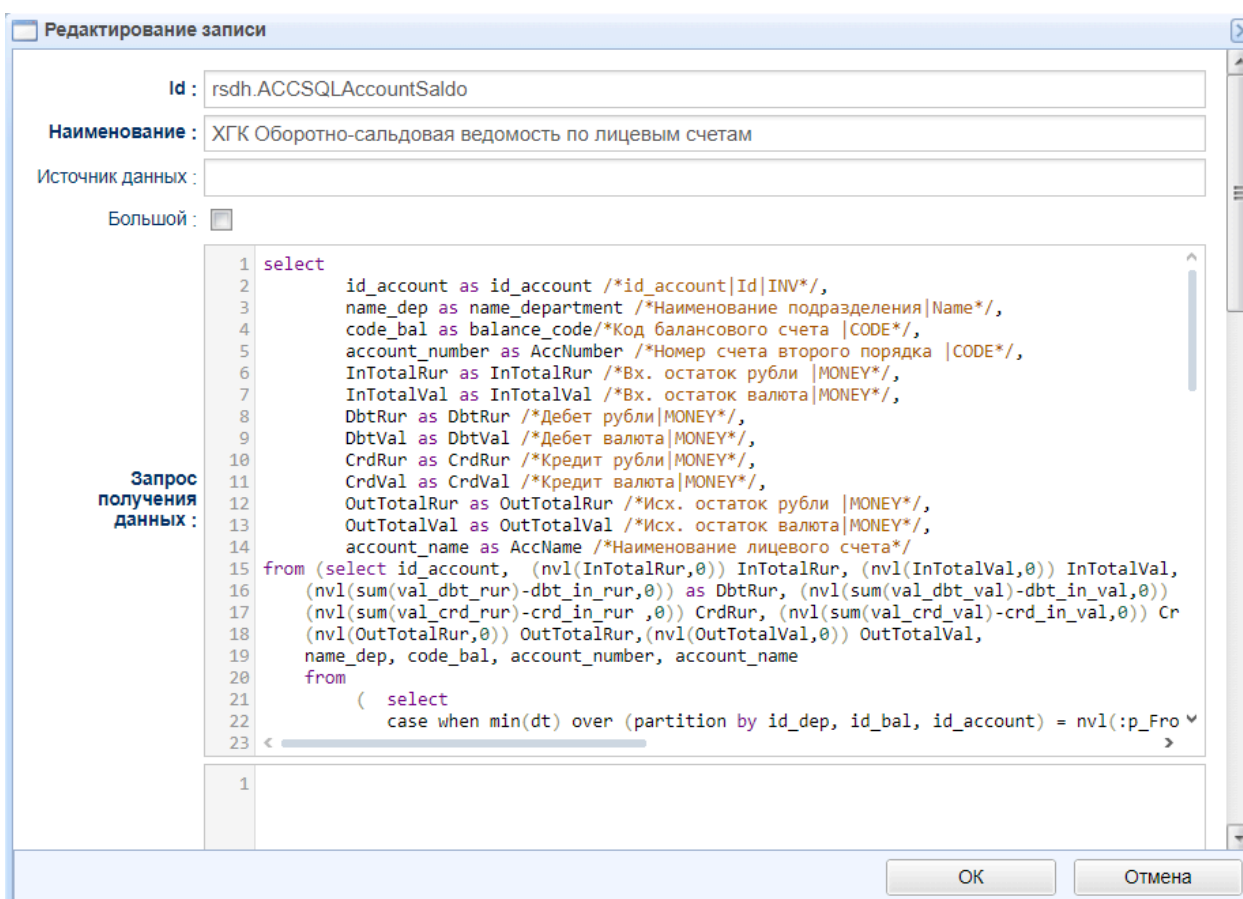 Редактирование записи
Id : rsdh.ACCSQLAccountSaldo
Наименование : ХГК Оборотно-сальдовая ведомость по лицевым счетам
Источник данных :
Большой :
Запрос получения данных :
1 select
2 id_account as id_account /*id_account|Id|INV*/,
3 name_dep as name_department /*Наименование подразделения|Name*/,
4 code_bal as balance_code/*Код балансового счета |CODE*/,
5 account_number as AccNumber /*Номер счета второго порядка |CODE*/,
6 InTotalRur as InTotalRur /*Вх. остаток рубли |MONEY*/,
7 InTotalVal as InTotalVal /*Вх. остаток валюта|MONEY*/,
8 DbtRur as DbtRur /*Дебет рубли|MONEY*/,
9 DbtVal as DbtVal /*Дебет валюта|MONEY*/,
10 CrdRur as CrdRur /*Кредит рубли|MONEY*/,
11 CrdVal as CrdVal /*Кредит валюта|MONEY*/,
12 OutTotalRur as OutTotalRur /*Исх. остаток рубли |MONEY*/,
13 OutTotalVal as OutTotalVal /*Исх. остаток валюта|MONEY*/,
14 account_name as AccName /*Наименование лицевого счета*/
15 from (select id_account, (nvl(InTotalRur,0)) InTotalRur, (nvl(InTotalVal,0)) InTotalVal,
16 (nvl(sum(val_dbt_rur)-dbt_in_rur,0)) as DbtRur, (nvl(sum(val_dbt_val)-dbt_in_val,0))
17 (nvl(sum(val_crd_rur)-crd_in_rur ,0)) CrdRur, (nvl(sum(val_crd_val)-crd_in_val,0)) Cr
18 (nvl(OutTotalRur,0)) OutTotalRur,(nvl(OutTotalVal,0)) OutTotalVal,
19 name_dep, code_bal, account_number, account_name
20 from
21 ( select
22 case when min(dt) over (partition by id_dep, id_bal, id_account) = nvl(:p_Fro
23
1
ОК
Отмена